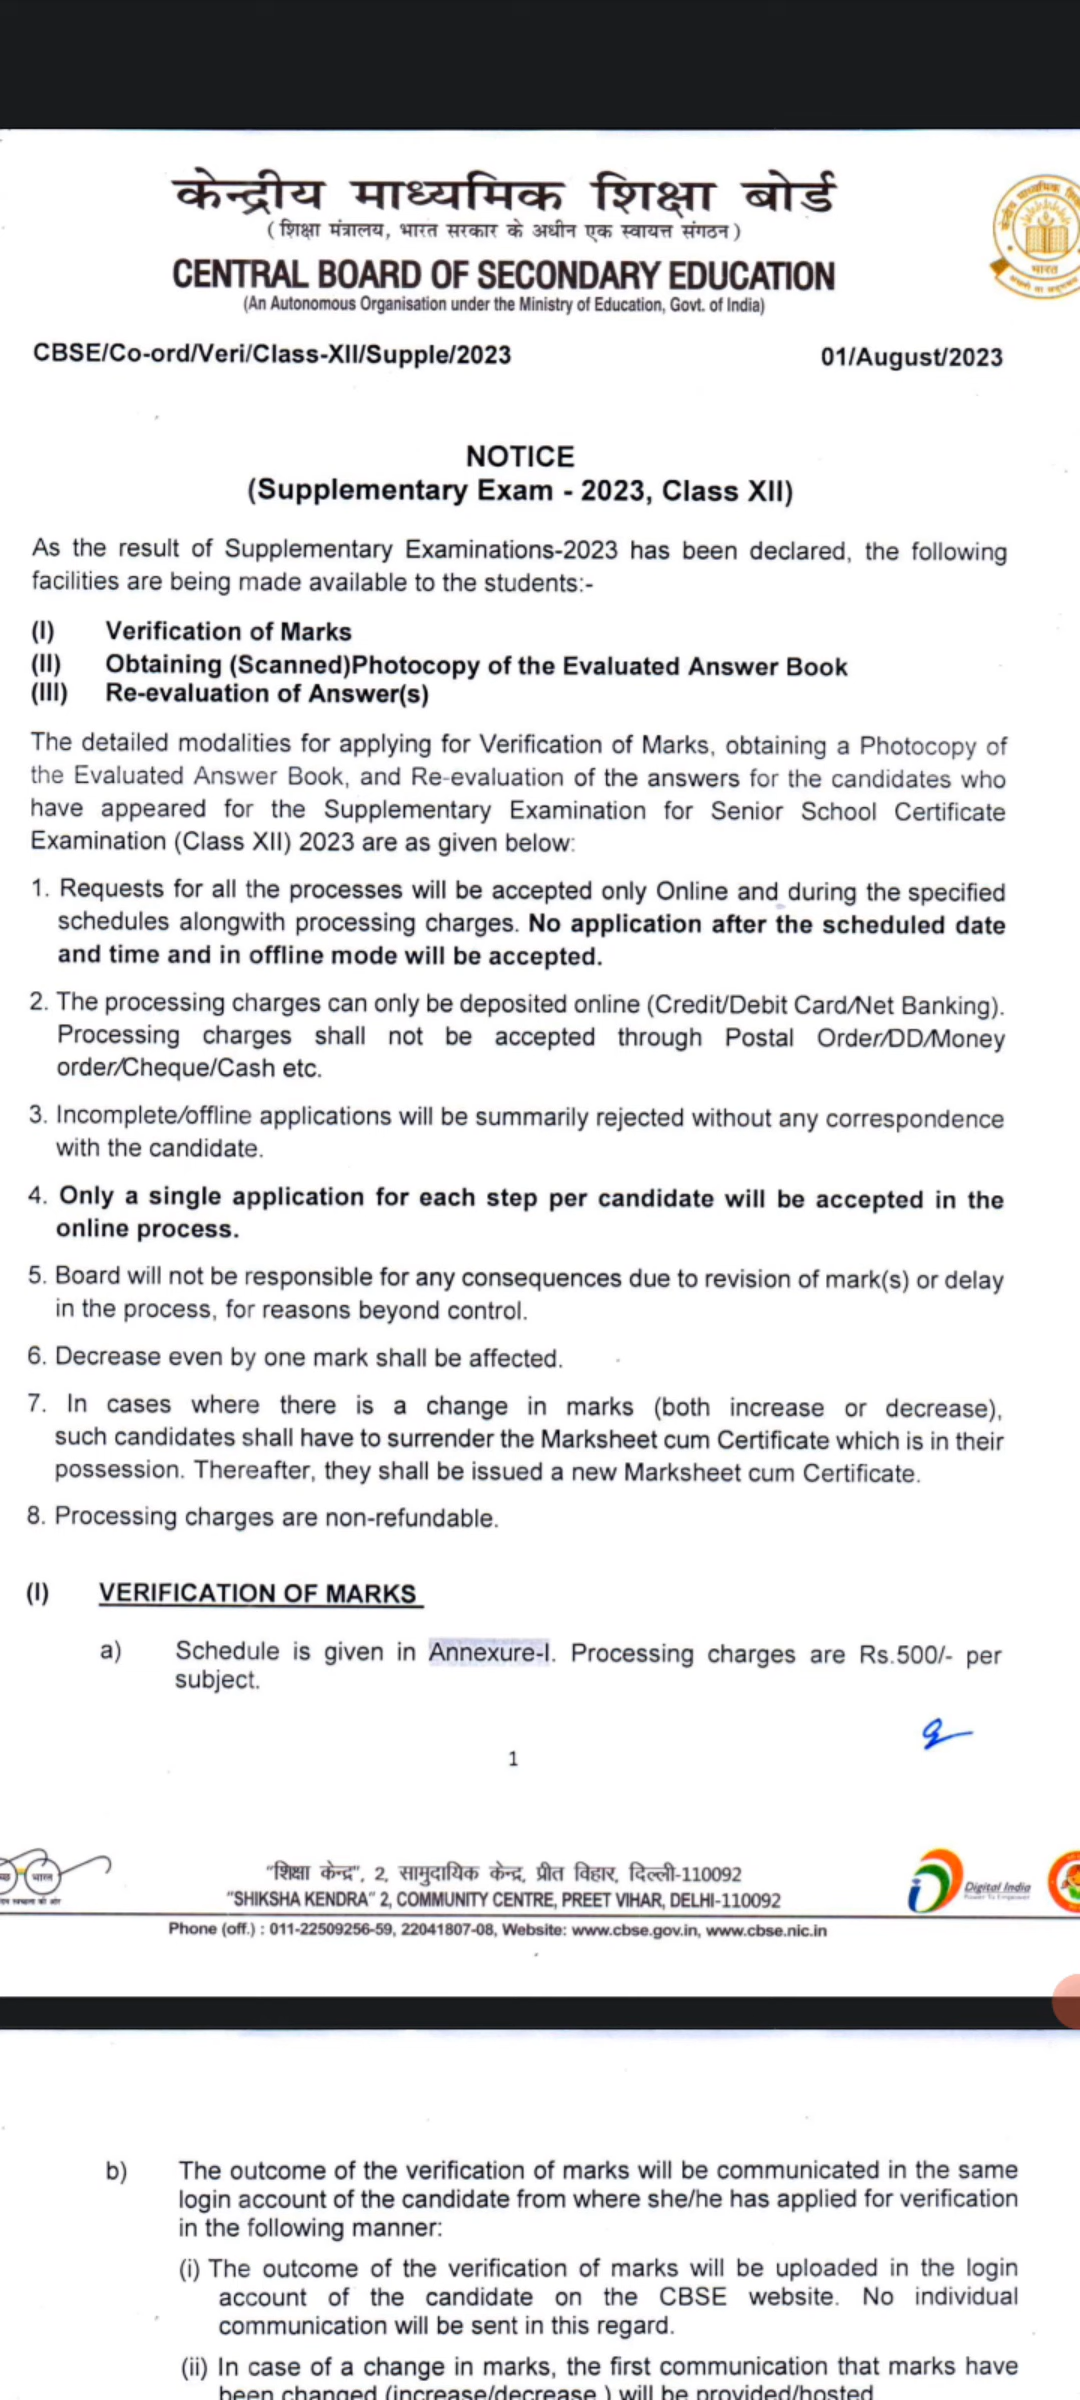 केन्द्रीय माध्यमिक शिक्षा बोर्ड
(शिक्षा मंत्रालय, भारत सरकार के अधीन एक स्वायत्त संगठन)
CENTRAL BOARD OF SECONDARY EDUCATION
(An Autonomous Organisation under the Ministry of Education, Govt. of India)
भारत
CBSE/Co-ord/Veri/Class-XII/Supple/2023 01/August/2023
NOTICE
(Supplementary Exam - 2023, Class XII)
As the result of Supplementary Examinations-2023 has been declared, the following
facilities are being made available to the students:-
(I) Verification of Marks
(II) Obtaining (Scanned)Photocopy of the Evaluated Answer Book
(III) Re-evaluation of Answer(s)
The detailed modalities for applying for Verification of Marks, obtaining a Photocopy of
the Evaluated Answer Book, and Re-evaluation of the answers for the candidates who
have appeared for the Supplementary Examination for Senior School Certificate
Examination (Class XII) 2023 are as given below:
1. Requests for all the processes will be accepted only Online and during the specified
schedules alongwith processing charges. No application after the scheduled date
and time and in offline mode will be accepted.
2. The processing charges can only be deposited online (Credit/Debit Card/Net Banking).
Processing charges shall not be accepted through Postal Order/DD/Money
order/Cheque/Cash etc.
3. Incomplete/offline applications will be summarily rejected without any correspondence
with the candidate.
4. Only a single application for each step per candidate will be accepted in the
online process.
5. Board will not be responsible for any consequences due to revision of mark(s) or delay
in the process, for reasons beyond control.
6. Decrease even by one mark shall be affected.
7. In cases where there is a change in marks (both increase or decrease),
such candidates shall have to surrender the Marksheet cum Certificate which is in their
possession. Thereafter, they shall be issued a new Marksheet cum Certificate.
8. Processing charges are non-refundable.
(I) VERIFICATION OF MARKS
a) Schedule is given in Annexure-I. Processing charges are Rs.500/- per
subject.
1
भारत
"शिक्षा केन्द्र", 2, सामुदायिक केन्द्र, प्रीत विहार, दिल्ली-110092
"SHIKSHA KENDRA" 2, COMMUNITY CENTRE, PREET VIHAR, DELHI-110092
Digital India
Power To Empower
Phone (off.) : 011-22509256-59, 22041807-08, Website: www.cbse.gov.in, www.cbse.nic.in
b) The outcome of the verification of marks will be communicated in the same
login account of the candidate from where she/he has applied for verification
in the following manner:
(i) The outcome of the verification of marks will be uploaded in the login
account of the candidate on the CBSE website. No individual
communication will be sent in this regard.
(ii) In case of a change in marks, the first communication that marks have
been changed (increase/decrease ) will be provided/hosted